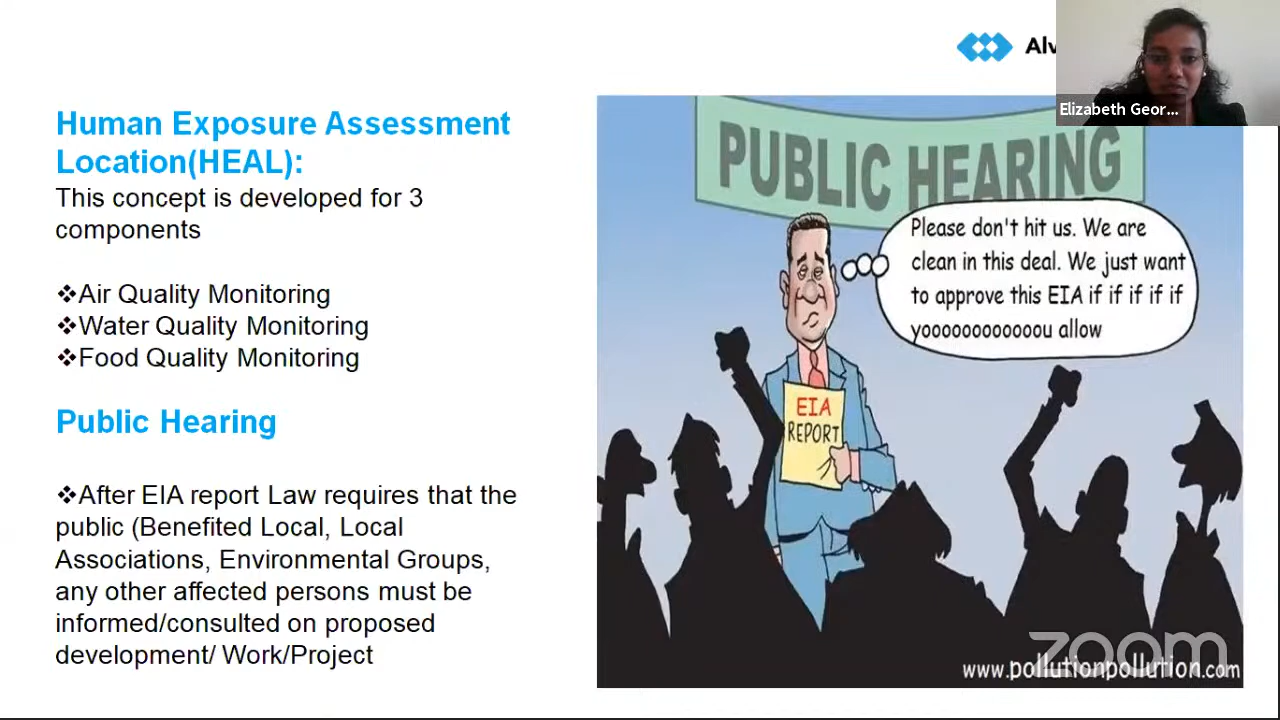 Alv
Elizabeth Geor...
Human Exposure Assessment
Location(HEAL):
This concept is developed for 3
components
❖Air Quality Monitoring
❖Water Quality Monitoring
❖Food Quality Monitoring
Public Hearing
❖After EIA report Law requires that the
public (Benefited Local, Local
Associations, Environmental Groups,
any other affected persons must be
informed/consulted on proposed
development/ Work/Project
PUBLIC HEARING
Please don't hit us. We are
clean in this deal. We just want
to approve this EIA if if if if if
yoooooooooooou allow
EIA
REPORT
zoom
www.pollutionpollution.com